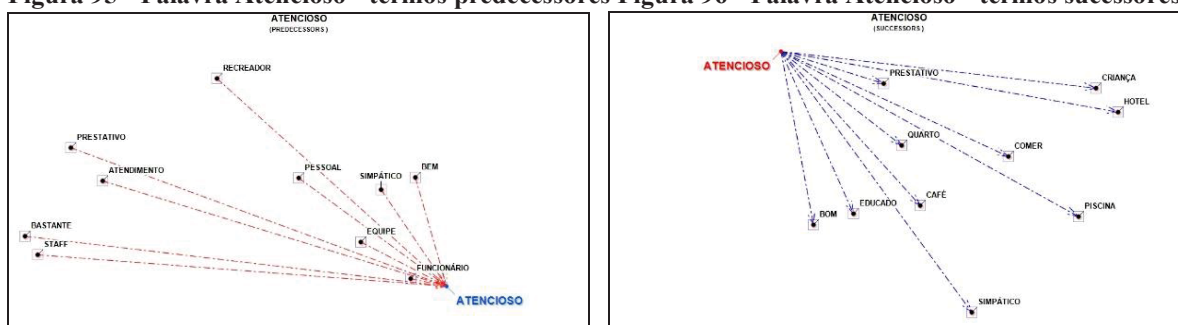 Figura 95 - Palavra Atencioso - termos predecessores Figura 96 - Palavra Atencioso - termos sucessores
ATENCIOSO
(PREDECESSORS)
RECREADOR
PRESTATIVO
ATENDIMENTO
PESSOAL
SIMPÁTICO
BEM
BASTANTE
STAFF
EQUIPE
FUNCIONÁRIO
ATENCIOSO
ATENCIOSO
(SUCCESSORS)
ATENCIOSO
PRESTATIVO
CRIANÇA
HOTEL
QUARTO
COMER
BOM
EDUCADO
CAFÉ
PISCINA
SIMPÁTICO